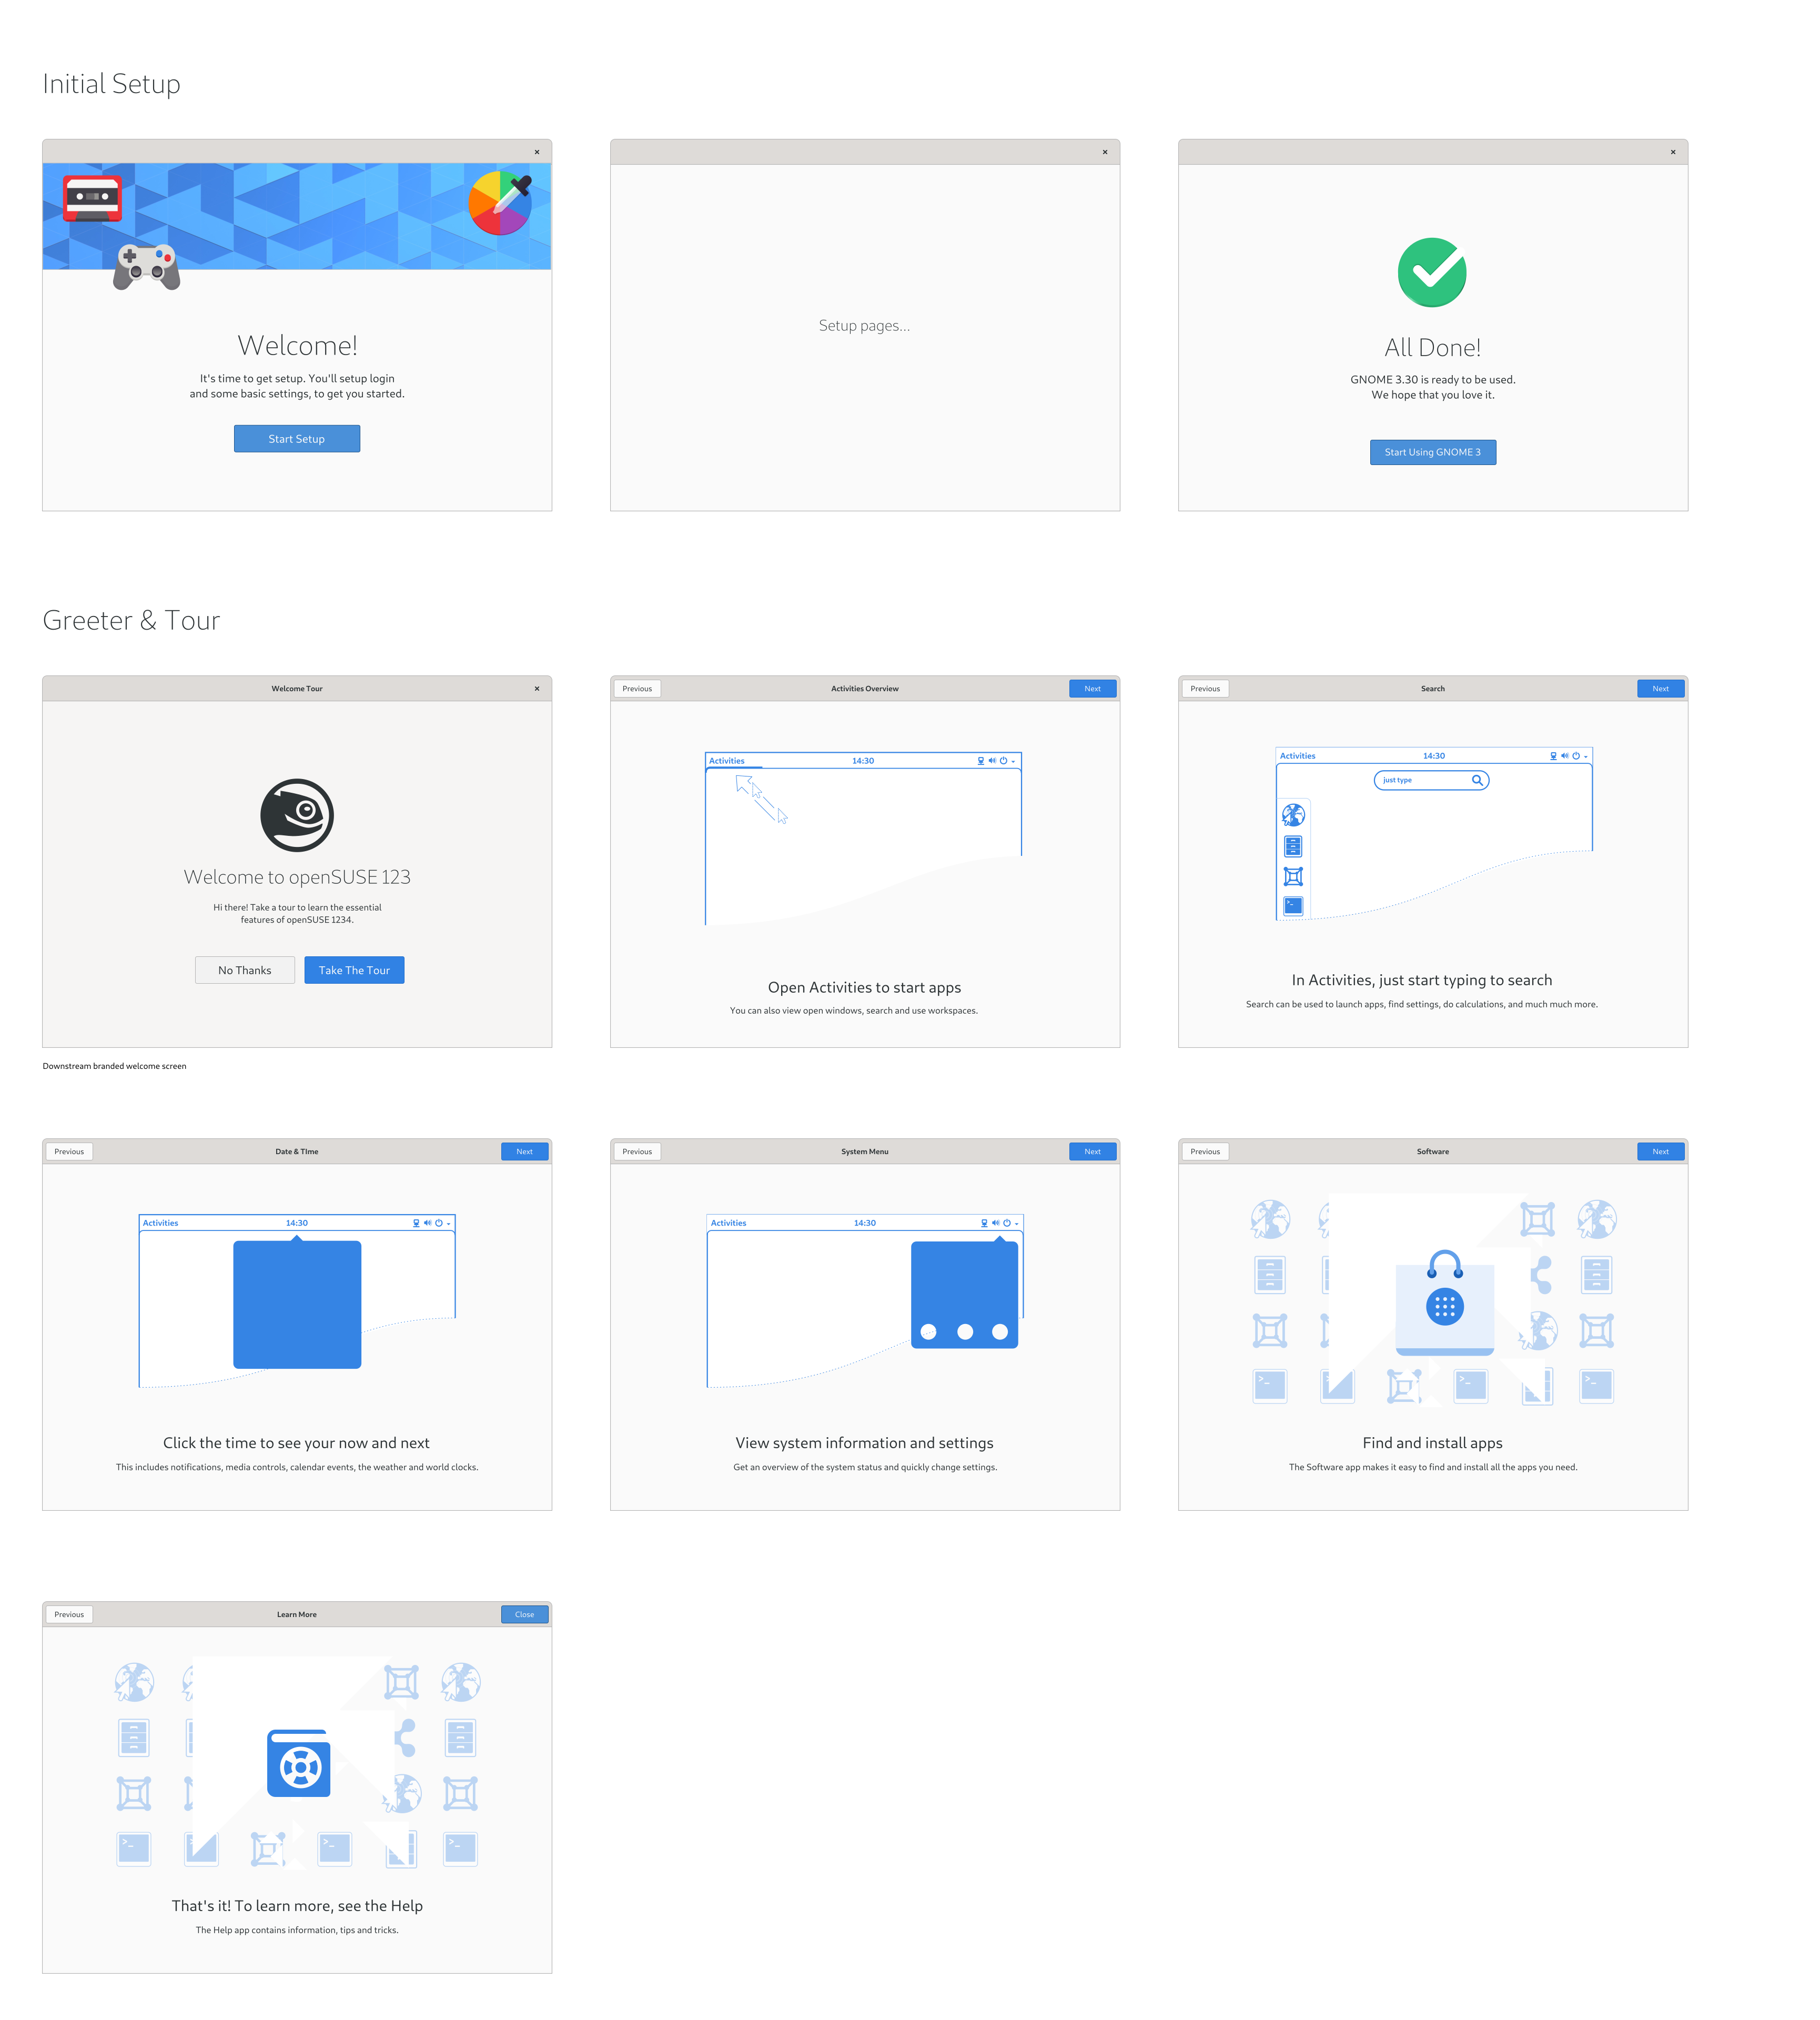 Initial Setup
Welcome!
It's time to get setup. You'll setup login
and some basic settings, to get you started.
Start Setup
Setup pages...
All Done!
GNOME 3.30 is ready to be used.
We hope that you love it.
Start Using GNOME 3
Greeter & Tour
Welcome Tour
Welcome to openSUSE 123
Hi there! Take a tour to learn the essential
features of openSUSE 1234.
No Thanks
Take The Tour
Downstream branded welcome screen
Previous
Activities Overview
Next
Activities
14:30
Open Activities to start apps
You can also view open windows, search and use workspaces.
Previous
Search
Next
Activities
14:30
just type
>_
In Activities, just start typing to search
Search can be used to launch apps, find settings, do calculations, and much much more.
Previous
Date & TIme
Next
Activities
14:30
Click the time to see your now and next
This includes notifications, media controls, calendar events, the weather and world clocks.
Previous
System Menu
Next
Activities
14:30
View system information and settings
Get an overview of the system status and quickly change settings.
Previous
Software
Next
>_
>_
>_
>_
Find and install apps
The Software app makes it easy to find and install all the apps you need.
Previous
Learn More
Close
>_
>_
>_
>_
That's it! To learn more, see the Help
The Help app contains information, tips and tricks.